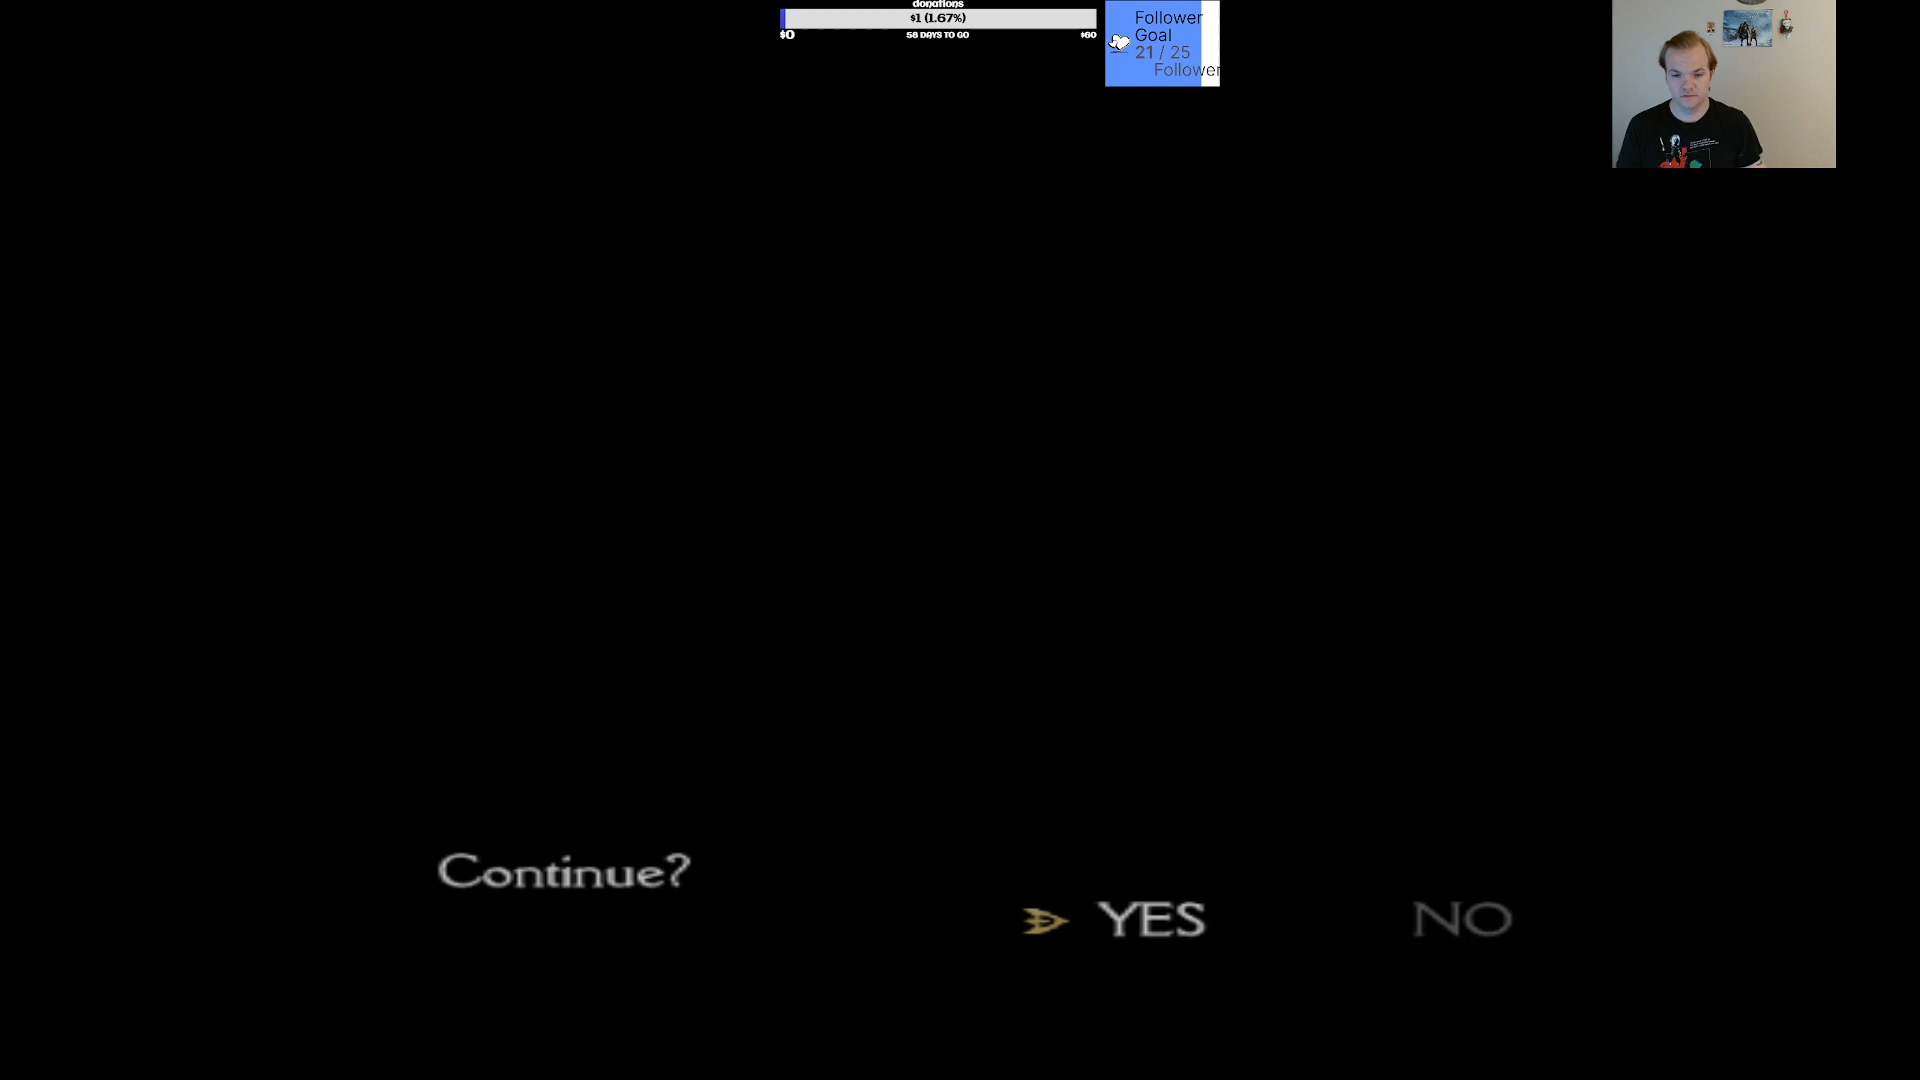 donations
$1 (1.67%)
$0 58 DAYS TO GO $60
Follower
Goal
21 / 25
Follower
Continue?
YES NO